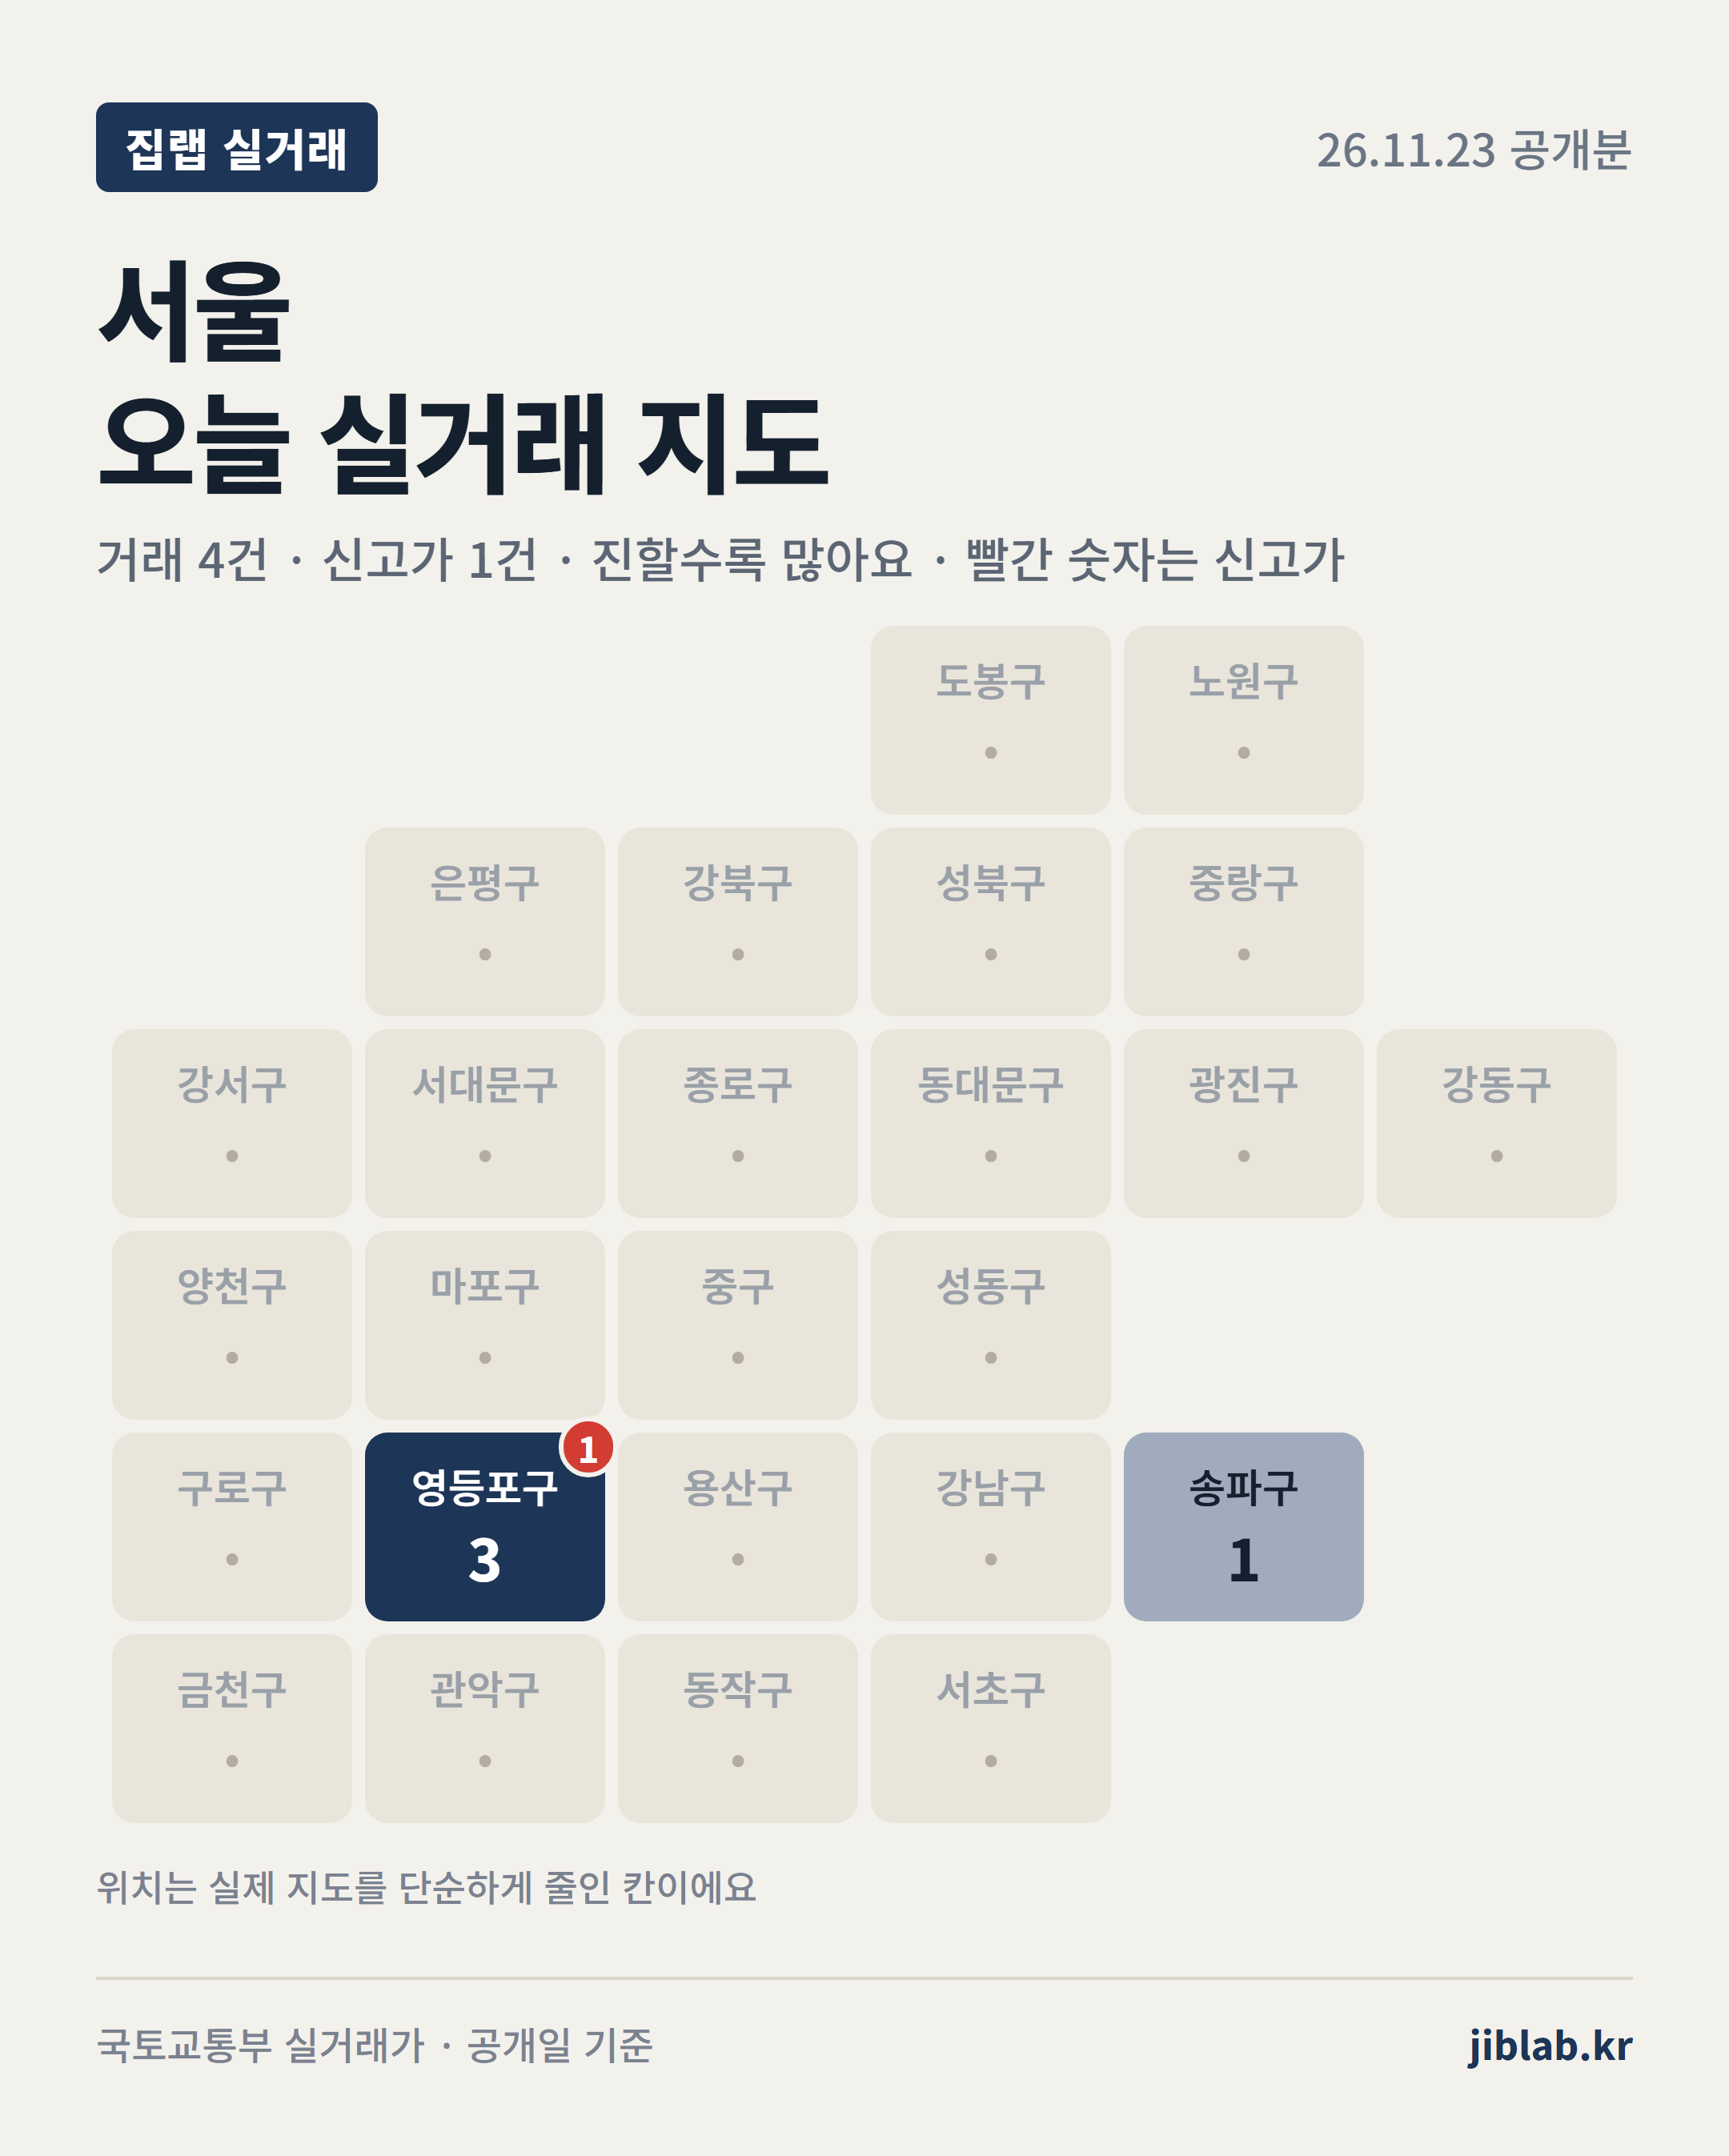 집랩 실거래
26.11.23 공개분
서울
오늘 실거래 지도
거래 4건 · 신고가 1건 · 진할수록 많아요 · 빨간 숫자는 신고가
도봉구 노원구
은평구 강북구 성북구 중랑구
강서구 서대문구 종로구 동대문구 광진구 강동구
양천구 마포구 중구 성동구
1
구로구 영등포구 용산구 강남구 송파구
3 1
금천구 관악구 동작구 서초구
위치는 실제 지도를 단순하게 줄인 칸이에요
국토교통부 실거래가 · 공개일 기준
jiblab.kr